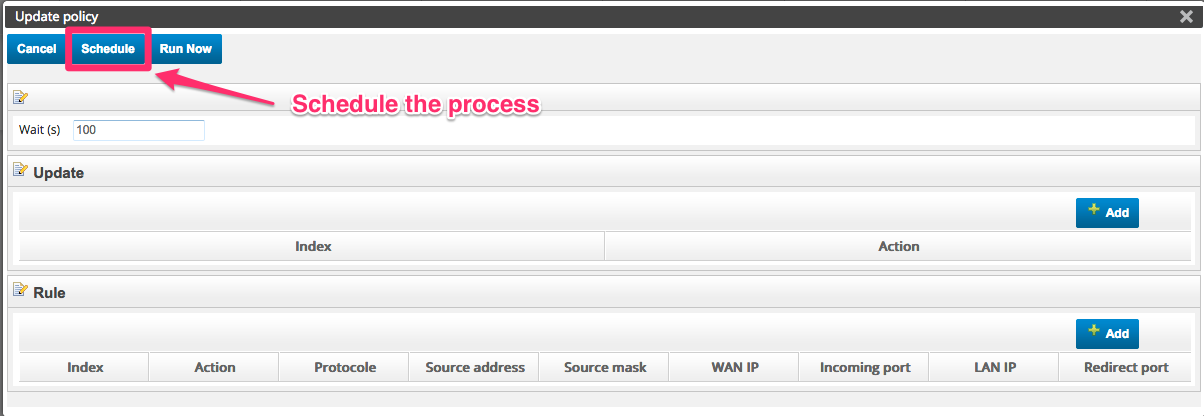 Update policy
Cancel Schedule Run Now
Schedule the process
Wait (s) 100
Update
Add
Index Action
Rule
Add
Index Action Protocole Source address Source mask WAN IP Incoming port LAN IP Redirect port